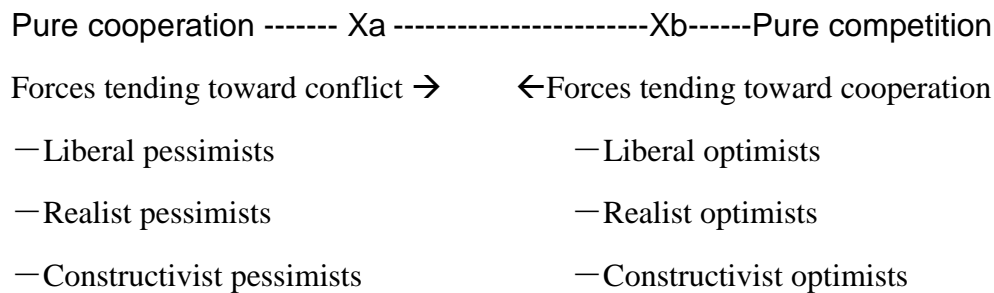 Pure cooperation ------- Xa ------------------------Xb------Pure competition
Forces tending toward conflict → ←Forces tending toward cooperation
－Liberal pessimists －Liberal optimists
－Realist pessimists －Realist optimists
－Constructivist pessimists －Constructivist optimists